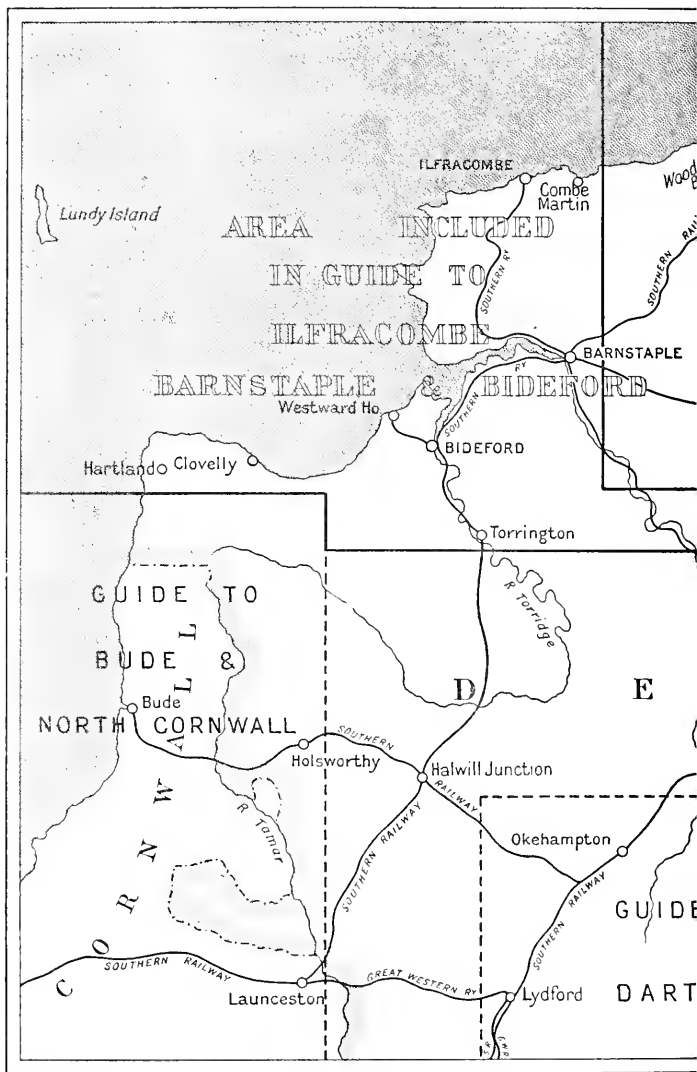 ILFRACOMBE
Combe
Martin
Lundy Island
AREA INCLUDED
IN GUIDE TO
ILFRACOMBE
BARNSTAPLE & BIDEFORD
SOUTHERN RY
SOUTHERN
BARNSTAPLE
Westward Ho.
SOUTHERN RY
BIDEFORD
Hartland
Clovelly
Torrington
R Torridge
GUIDE TO
BUDE &
NORTH CORNWALL
Bude
D E
SOUTHERN RAILWAY
Holsworthy
Halwill Junction
R Tamar
CORNWALL
SOUTHERN RAILWAY
Okehampton
SOUTHERN RAILWAY
GUIDE
DART
SOUTHERN RAILWAY
Launceston
GREAT WESTERN RY
Lydford
S.R.
G.W.R.